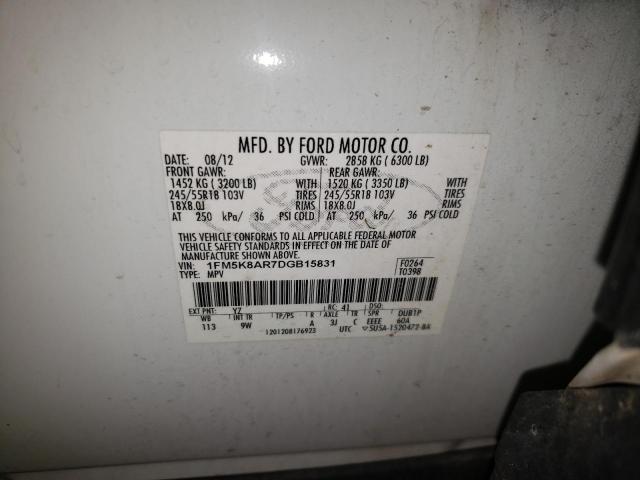 MFD. BY FORD MOTOR CO.
DATE: 08/12 GVWR: 2858 KG ( 6300 LB)
FRONT GAWR: REAR GAWR:
1452 KG ( 3200 LB) WITH 1520 KG ( 3350 LB) WITH
245/55R18 103V TIRES 245/55R18 103V TIRES
18X8.0J RIMS 18X8.0J RIMS
AT 250 kPa/ 36 PSI COLD AT 250 kPa/ 36 PSI COLD
THIS VEHICLE CONFORMS TO ALL APPLICABLE FEDERAL MOTOR
VEHICLE SAFETY STANDARDS IN EFFECT ON THE DATE OF
MANUFACTURE SHOWN ABOVE.
VIN: 1FM5K8AR7DGB15831 F0264
TYPE: MPV T0398
EXT PNT: YZ RC: 41 DSO:
WB INT TR TP/PS R AXLE TR SPR DUB1P
113 9W A 3J C EEEE 60A
1201208176923 UTC 5U5A-1520472-BA